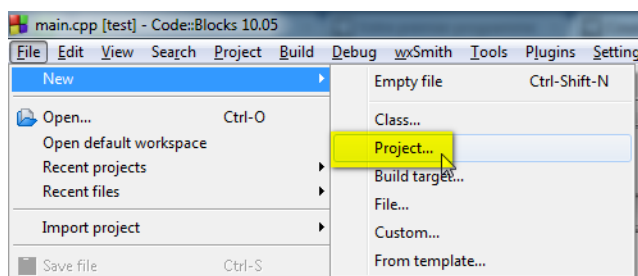 main.cpp [test] - Code::Blocks 10.05
File Edit View Search Project Build Debug wxSmith Tools Plugins Setting
New
Empty file Ctrl-Shift-N
Open... Ctrl-O
Class...
Open default workspace
Project...
Recent projects
Build target...
Recent files
File...
Import project
Custom...
Save file Ctrl-S
From template...